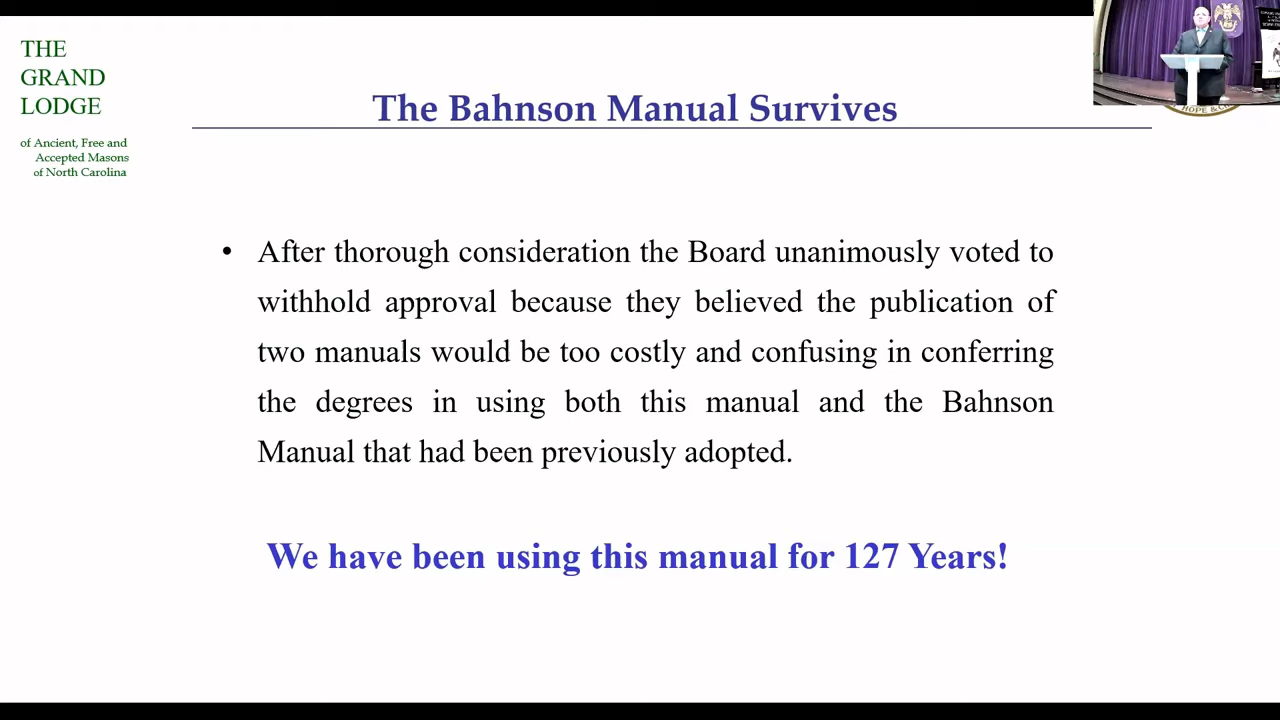 THE
GRAND
LODGE
of Ancient, Free and
Accepted Masons
of North Carolina
The Bahnson Manual Survives
• After thorough consideration the Board unanimously voted to
withhold approval because they believed the publication of
two manuals would be too costly and confusing in conferring
the degrees in using both this manual and the Bahnson
Manual that had been previously adopted.
We have been using this manual for 127 Years!
HOPE &